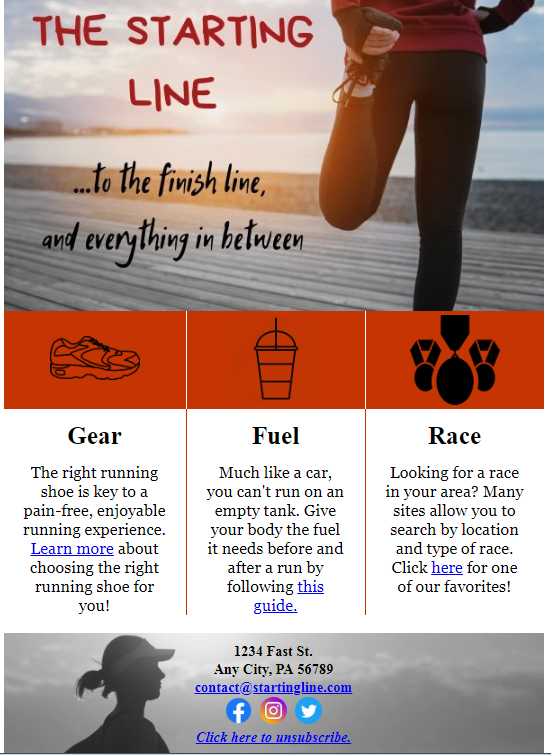 THE STARTING
LINE
...to the finish line,
and everything in between
Gear
The right running
shoe is key to a
pain-free, enjoyable
running experience.
Learn more about
choosing the right
running shoe for
you!
Fuel
Much like a car,
you can't run on an
empty tank. Give
your body the fuel
it needs before and
after a run by
following this
guide.
Race
Looking for a race
in your area? Many
sites allow you to
search by location
and type of race.
Click here for one
of our favorites!
1234 Fast St.
Any City, PA 56789
contact@startingline.com
Click here to unsubscribe.